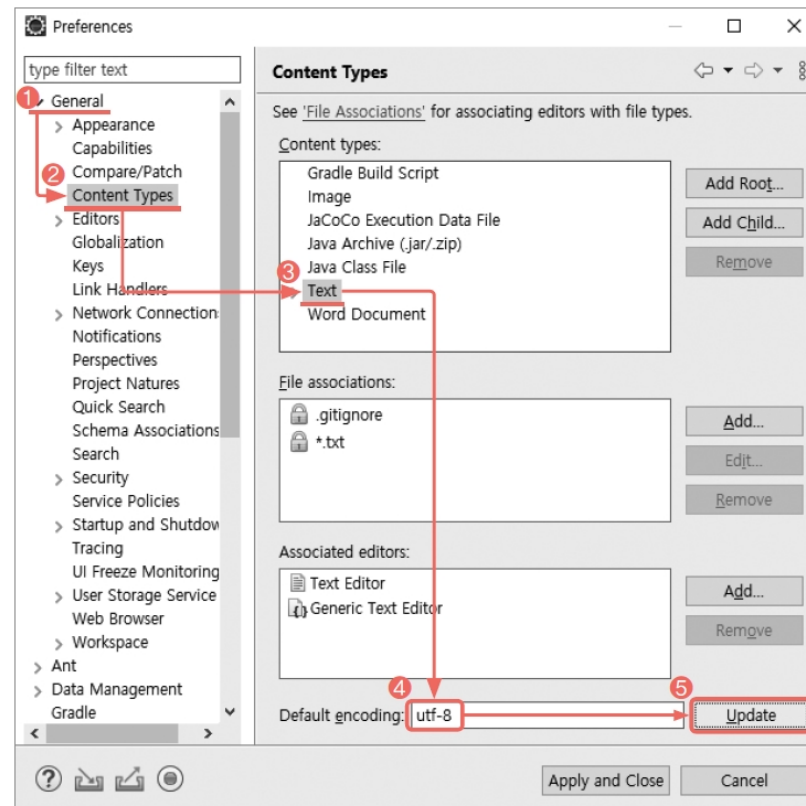 Preferences
type filter text
1 General
Appearance
Capabilities
2 Compare/Patch
Content Types
Editors
Globalization
Keys
Link Handlers
Network Connection
Notifications
Perspectives
Project Natures
Quick Search
Schema Associations
Search
Security
Service Policies
Startup and Shutdow
Tracing
UI Freeze Monitoring
User Storage Service
Web Browser
Workspace
Ant
Data Management
Gradle
Content Types
See 'File Associations' for associating editors with file types.
Content types:
Gradle Build Script
Image
JaCoCo Execution Data File
Java Archive (.jar/.zip)
3 Java Class File
Text
Word Document
Add Root...
Add Child...
Remove
File associations:
.gitignore
*.txt
Add...
Edit...
Remove
Associated editors:
Text Editor
Generic Text Editor
Add...
Remove
4 5
Default encoding: utf-8 Update
Apply and Close Cancel